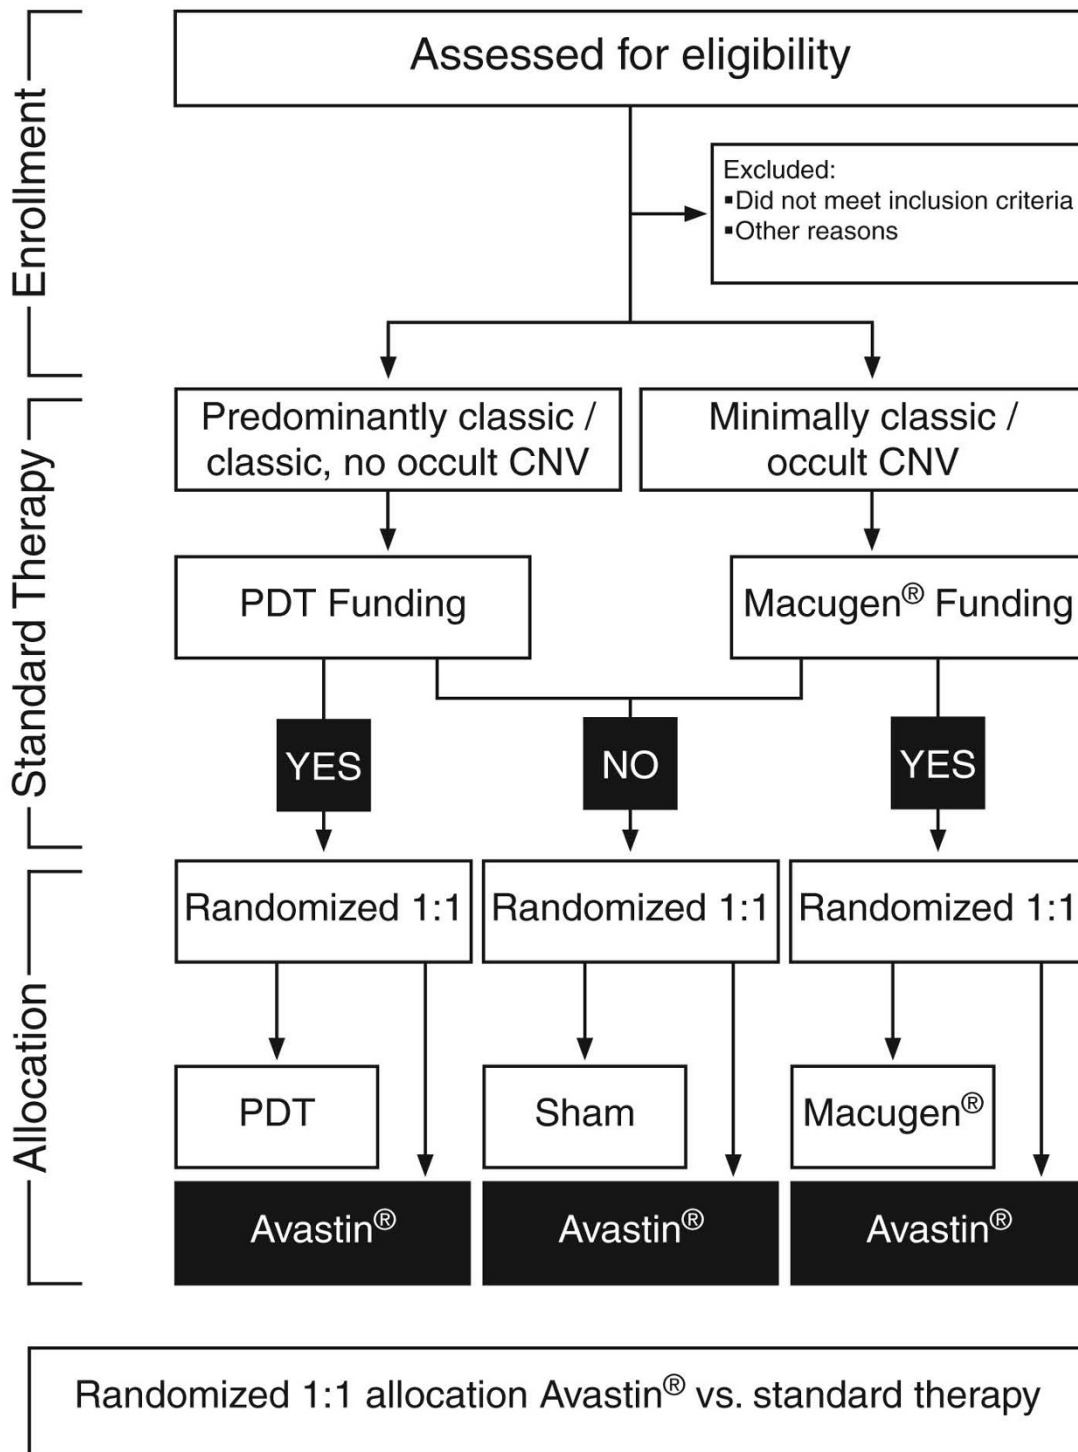 Enrollment
Assessed for eligibility
Excluded:
▪Did not meet inclusion criteria
▪Other reasons
Standard Therapy
Predominantly classic /
classic, no occult CNV
Minimally classic /
occult CNV
PDT Funding
Macugen® Funding
YES
NO
YES
Allocation
Randomized 1:1
Randomized 1:1
Randomized 1:1
PDT
Sham
Macugen®
Avastin®
Avastin®
Avastin®
Randomized 1:1 allocation Avastin® vs. standard therapy